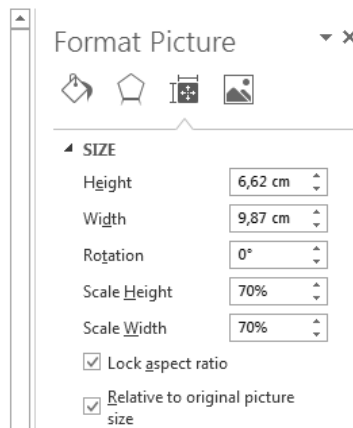 Format Picture
SIZE
Height 6,62 cm
Width 9,87 cm
Rotation 0°
Scale Height 70%
Scale Width 70%
Lock aspect ratio
Relative to original picture
size